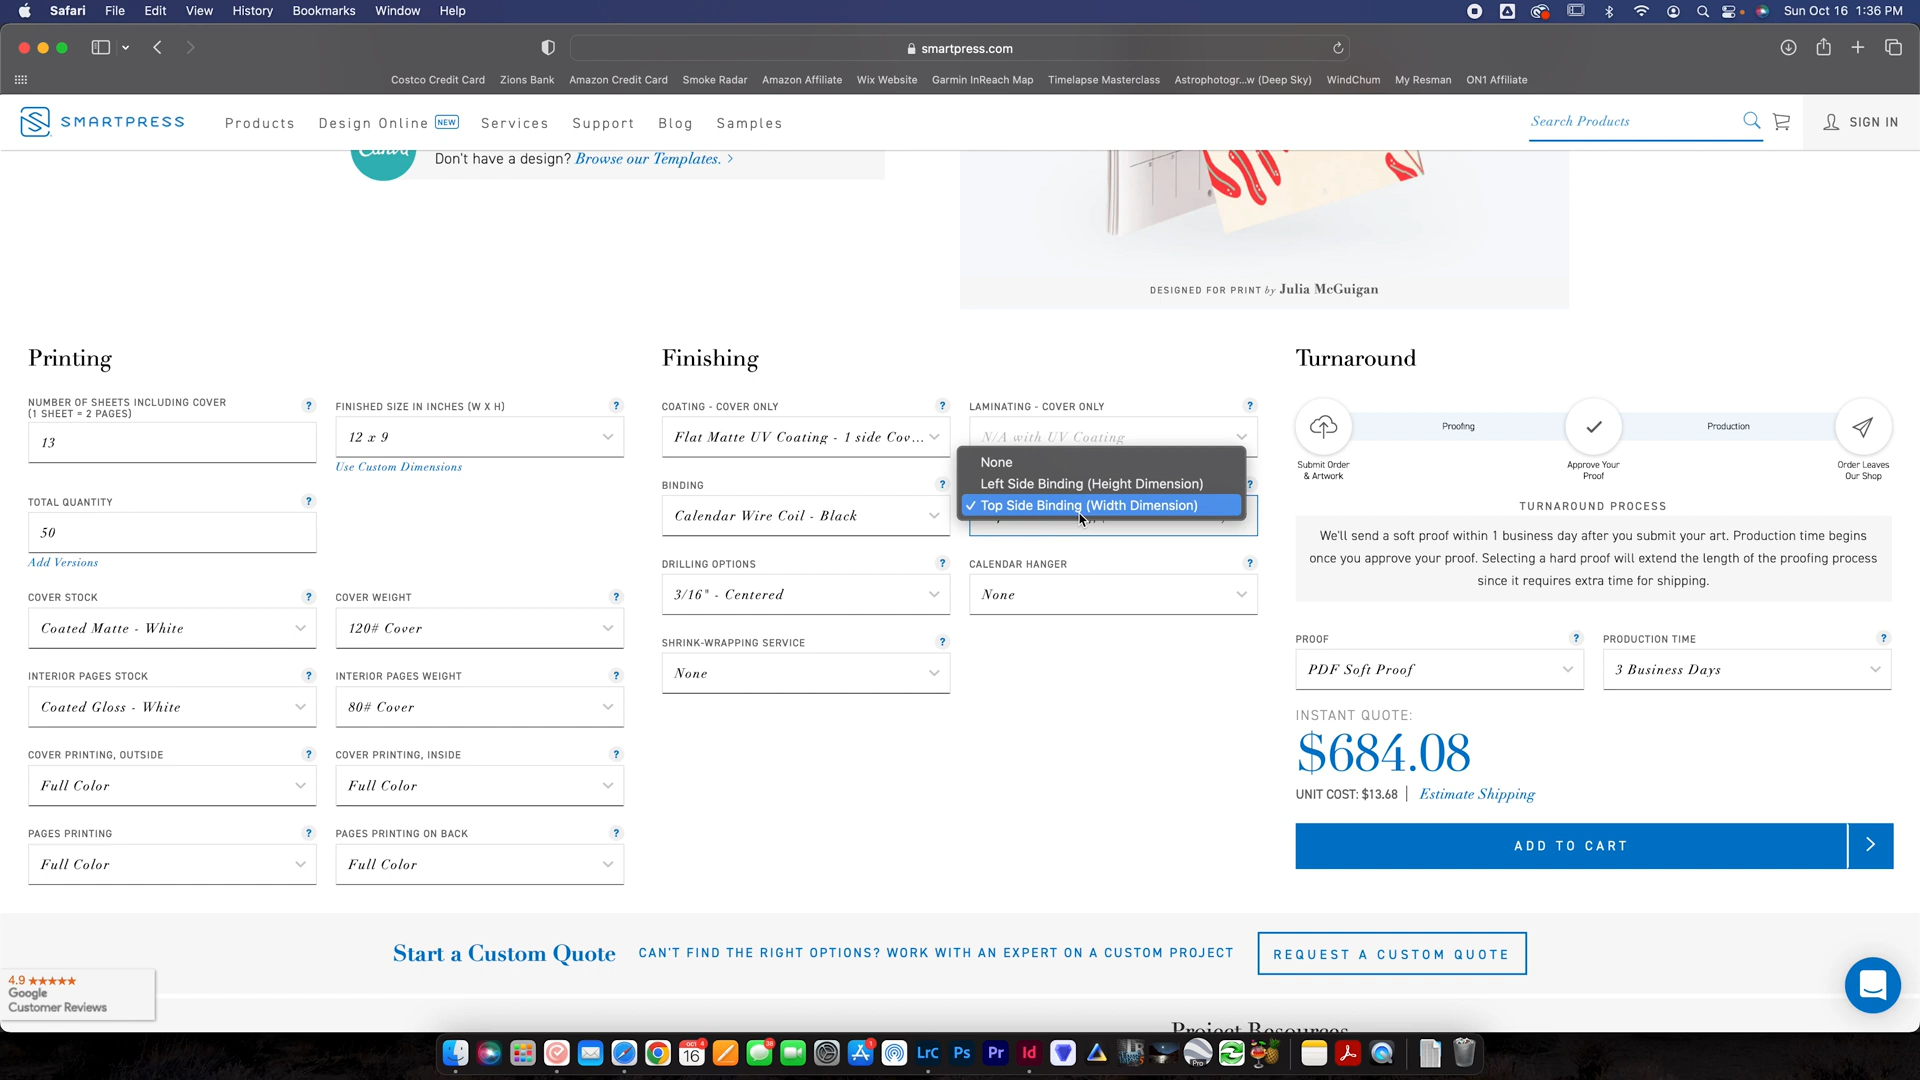 Safari File Edit View History Bookmarks Window Help
Sun Oct 16 1:36 PM
smartpress.com
Costco Credit Card Zions Bank Amazon Credit Card Smoke Radar Amazon Affiliate Wix Website Garmin InReach Map Timelapse Masterclass Astrophotogr...w (Deep Sky) WindChum My Resman ON1 Affiliate
SMARTPRESS
Products Design Online NEW Services Support Blog Samples
Search Products
SIGN IN
Canva
Don't have a design? Browse our Templates. >
DESIGNED FOR PRINT by Julia McGuigan
Printing
NUMBER OF SHEETS INCLUDING COVER
(1 SHEET = 2 PAGES) ?
13
FINISHED SIZE IN INCHES (W X H) ?
12 x 9
Use Custom Dimensions
TOTAL QUANTITY ?
50
Add Versions
COVER STOCK ?
Coated Matte - White
COVER WEIGHT ?
120# Cover
INTERIOR PAGES STOCK ?
Coated Gloss - White
INTERIOR PAGES WEIGHT ?
80# Cover
COVER PRINTING, OUTSIDE ?
Full Color
COVER PRINTING, INSIDE ?
Full Color
PAGES PRINTING ?
Full Color
PAGES PRINTING ON BACK ?
Full Color
Finishing
COATING - COVER ONLY ?
Flat Matte UV Coating - 1 side Cov...
LAMINATING - COVER ONLY ?
N/A with UV Coating
BINDING ?
Calendar Wire Coil - Black
?
None
Left Side Binding (Height Dimension)
✓ Top Side Binding (Width Dimension)
DRILLING OPTIONS ?
3/16" - Centered
CALENDAR HANGER ?
None
SHRINK-WRAPPING SERVICE ?
None
Turnaround
Proofing
Production
Submit Order
& Artwork
Approve Your
Proof
Order Leaves
Our Shop
TURNAROUND PROCESS
We'll send a soft proof within 1 business day after you submit your art. Production time begins
once you approve your proof. Selecting a hard proof will extend the length of the proofing process
since it requires extra time for shipping.
PROOF ?
PDF Soft Proof
PRODUCTION TIME ?
3 Business Days
INSTANT QUOTE:
$684.08
UNIT COST: $13.68 | Estimate Shipping
ADD TO CART
Start a Custom Quote CAN'T FIND THE RIGHT OPTIONS? WORK WITH AN EXPERT ON A CUSTOM PROJECT REQUEST A CUSTOM QUOTE
4.9 ★★★★★
Google
Customer Reviews
Project Resources
OCT 16 LrC Ps Pr Id Pro